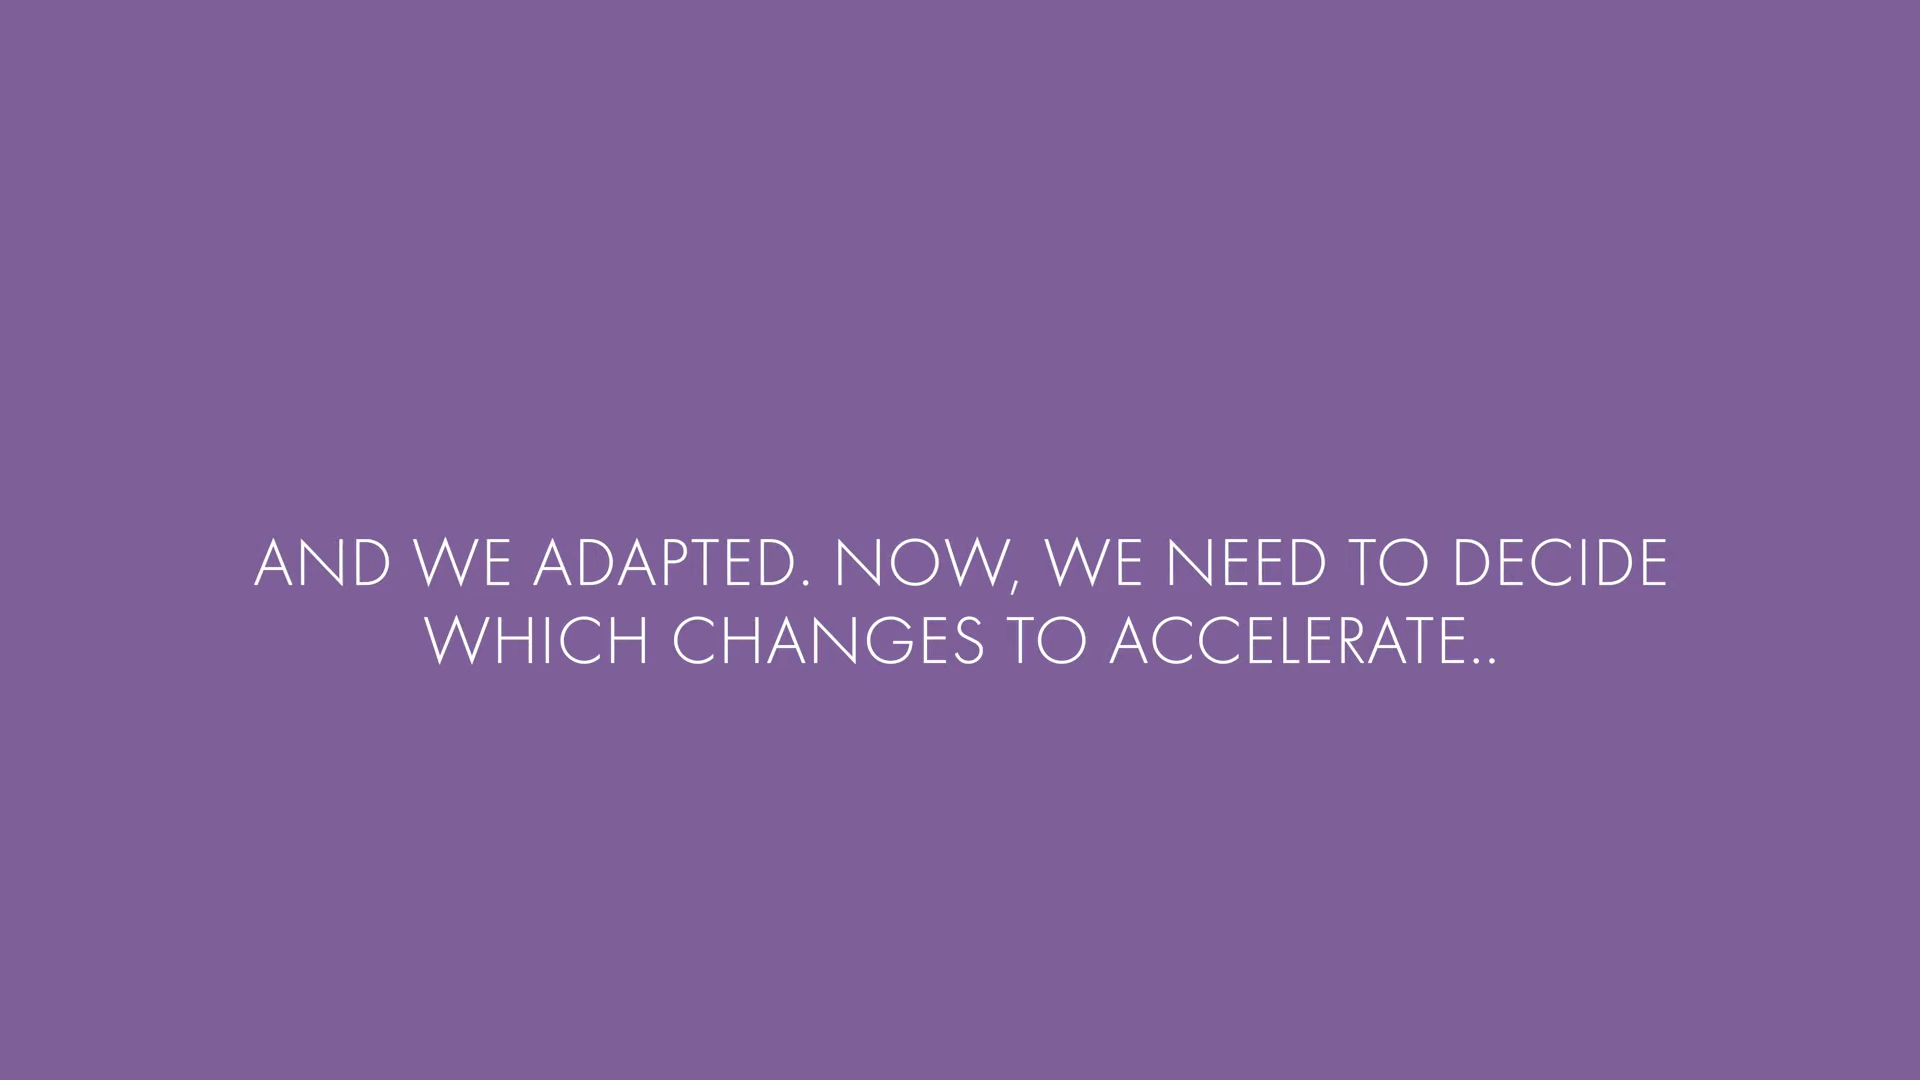 AND WE ADAPTED. NOW, WE NEED TO DECIDE
WHICH CHANGES TO ACCELERATE..